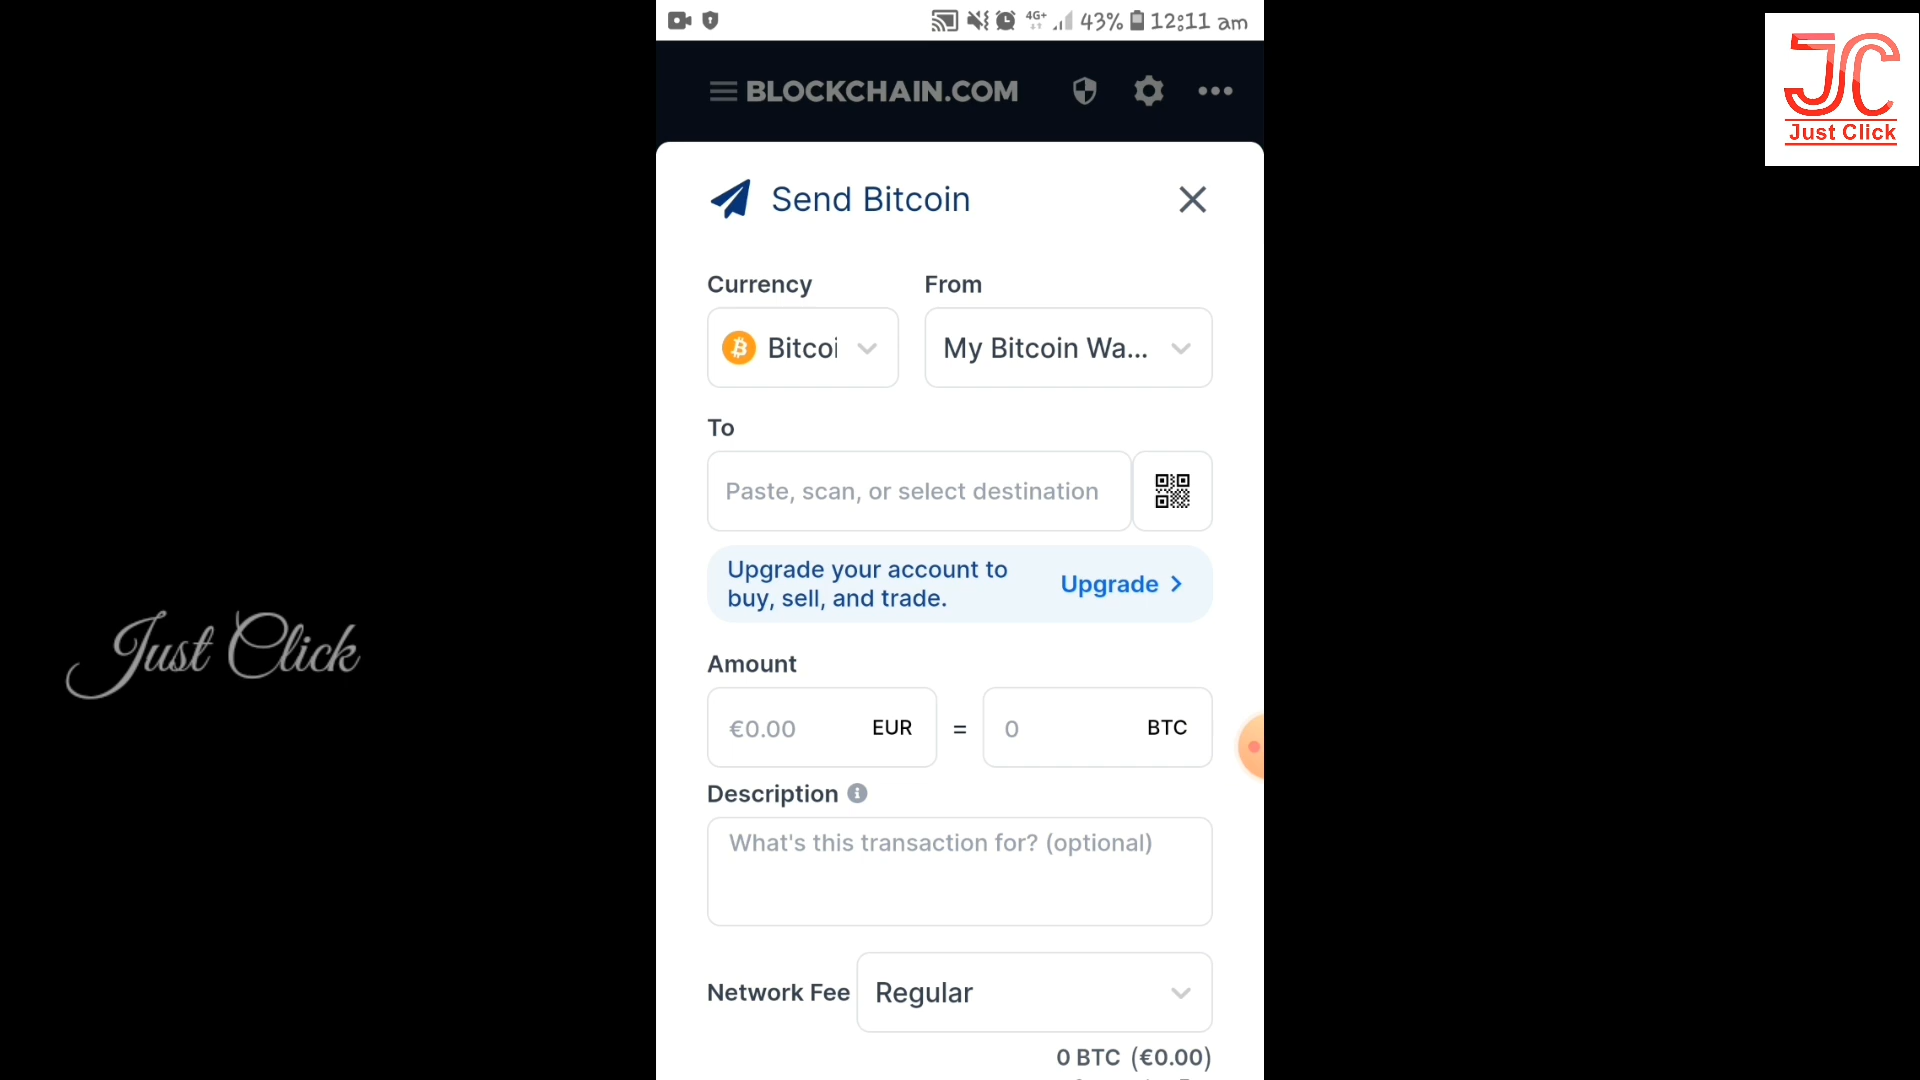 4G+ 43% 12:11 am
BLOCKCHAIN.COM
JC
Just Click
Send Bitcoin
Currency From
Bitcoi My Bitcoin Wa...
To
Paste, scan, or select destination
Upgrade your account to
buy, sell, and trade.
Upgrade
Just Click
Amount
€0.00 EUR = 0 BTC
Description
What's this transaction for? (optional)
Network Fee Regular
0 BTC (€0.00)